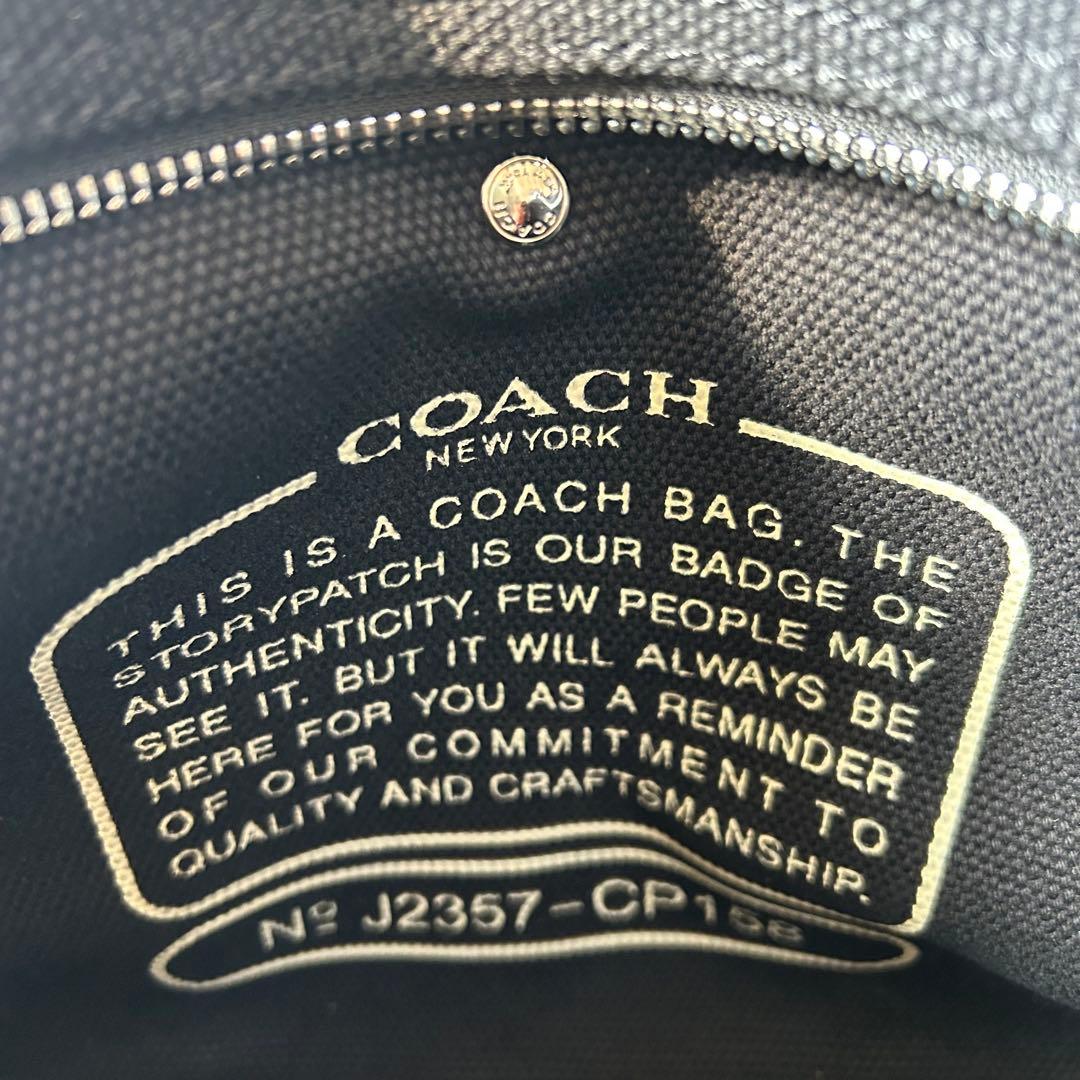 COACH
NEW YORK
THIS IS A COACH BAG. THE
STORYPATCH IS OUR BADGE OF
AUTHENTICITY. FEW PEOPLE MAY
SEE IT. BUT IT WILL ALWAYS BE
HERE FOR YOU AS A REMINDER
OF OUR COMMITMENT TO
QUALITY AND CRAFTSMANSHIP.
Nº J2357-CP158